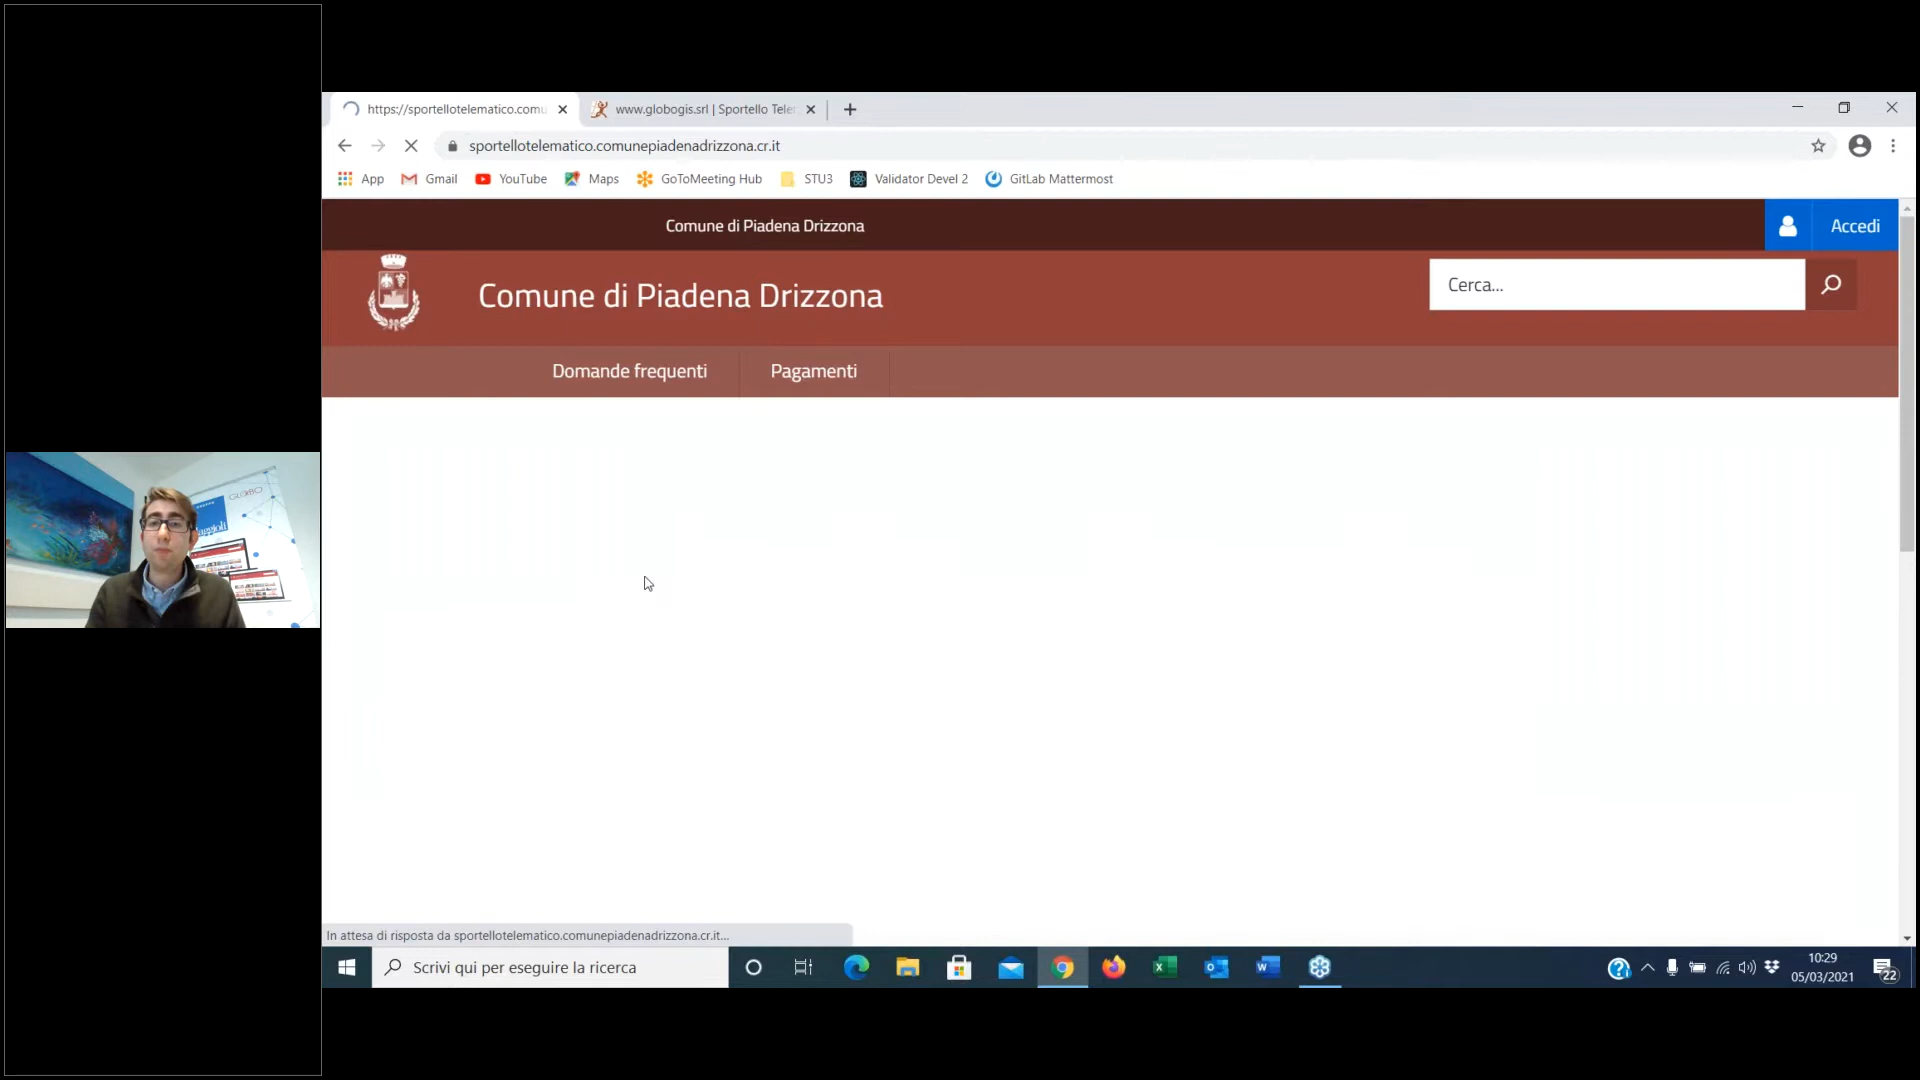 https://sportellotelematico.comu
www.globogis.srl | Sportello Teler
sportellotelematico.comunepiadenadrizzona.cr.it
App
Gmail
YouTube
Maps
GoToMeeting Hub
STU3
Validator Devel 2
GitLab Mattermost
Comune di Piadena Drizzona
Accedi
Comune di Piadena Drizzona
Cerca...
Domande frequenti
Pagamenti
GLOBO
aggioli
In attesa di risposta da sportellotelematico.comunepiadenadrizzona.cr.it...
Scrivi qui per eseguire la ricerca
10:29
05/03/2021
22